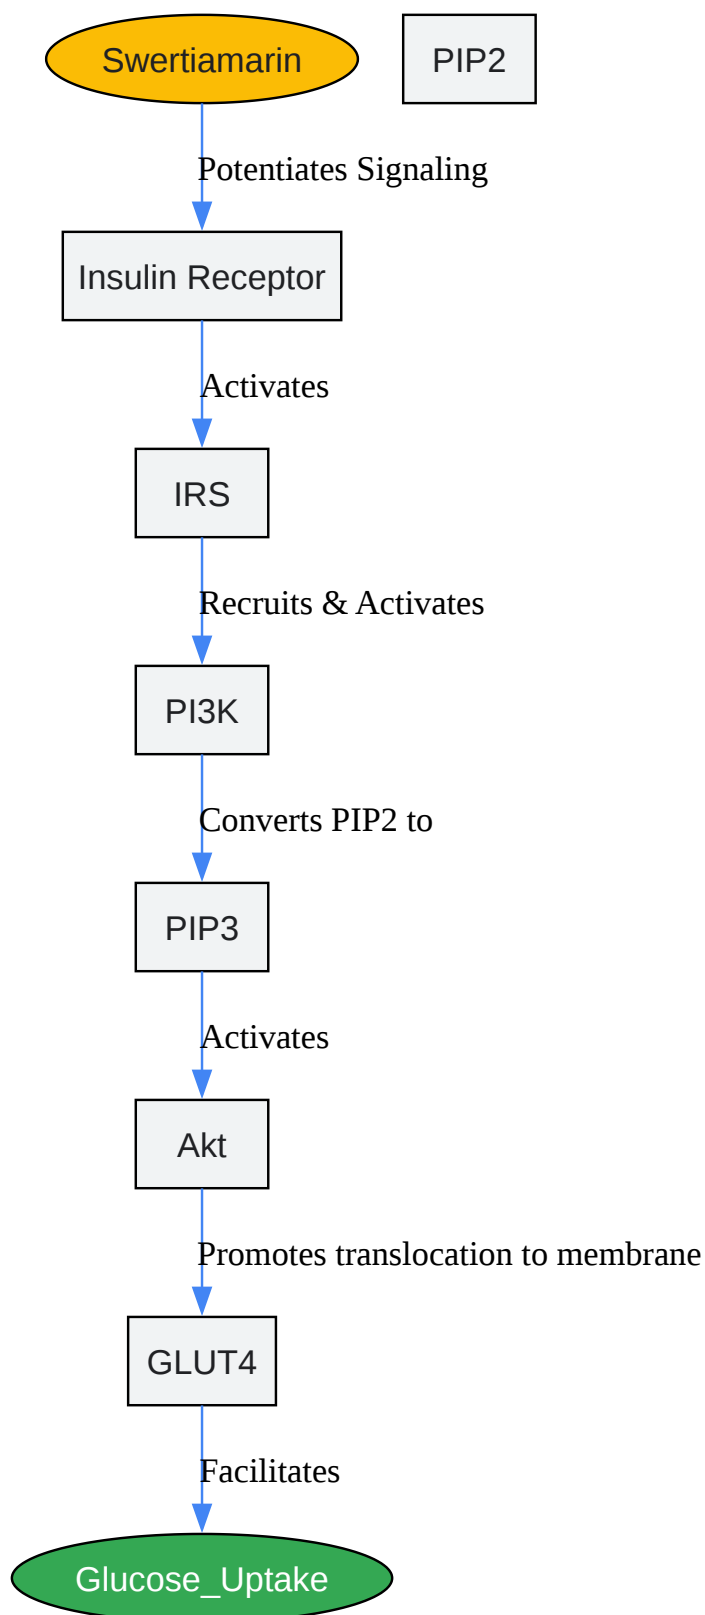 Swertiamarin
PIP2
Potentiates Signaling
Insulin Receptor
Activates
IRS
Recruits & Activates
PI3K
Converts PIP2 to
PIP3
Activates
Akt
Promotes translocation to membrane
GLUT4
Facilitates
Glucose_Uptake